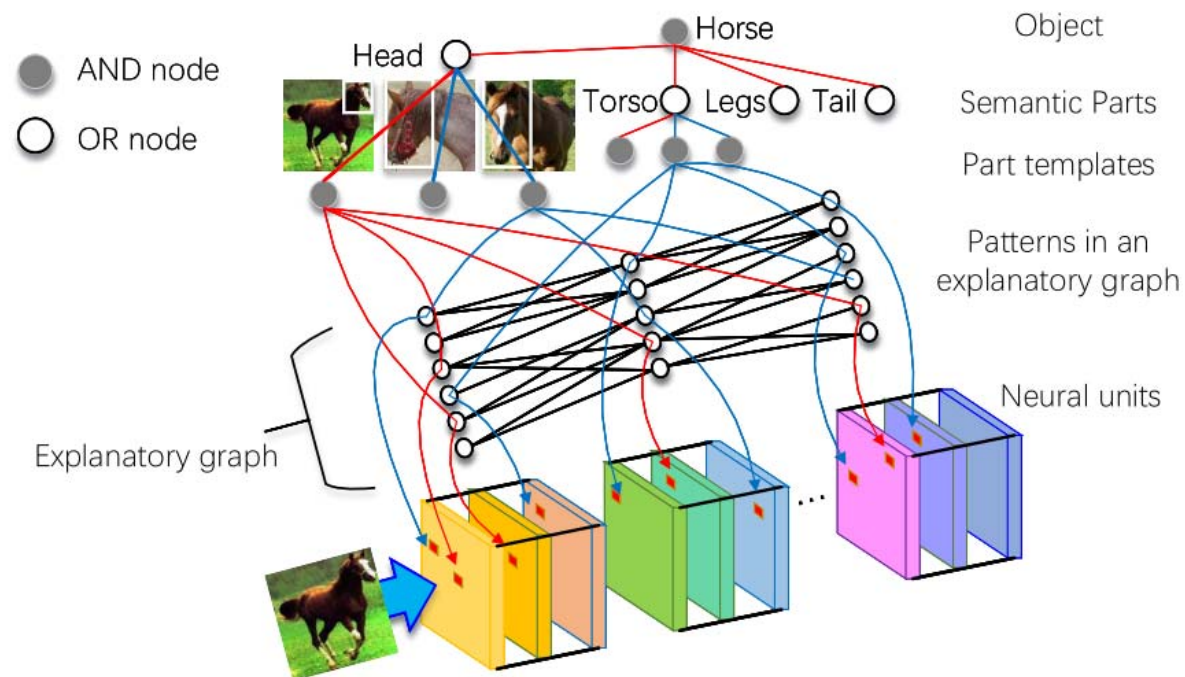 Horse
Object
Head
AND node
Torso
Legs
Tail
Semantic Parts
OR node
Part templates
Patterns in an
explanatory graph
Neural units
Explanatory graph
...